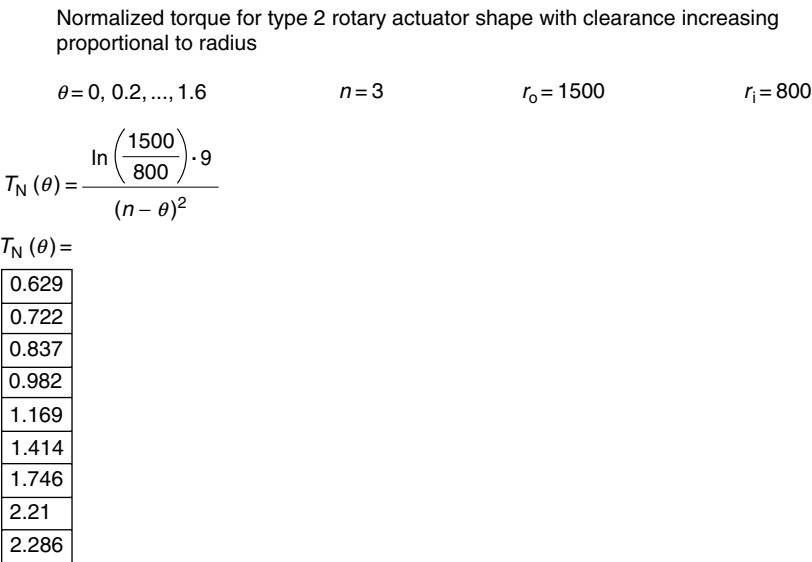 Normalized torque for type 2 rotary actuator shape with clearance increasing
proportional to radius
θ = 0, 0.2, ..., 1.6 n = 3 r_o = 1500 r_i = 800
T_N (θ) = ln (1500 / 800) · 9 / (n − θ)²
T_N (θ) =
0.629
0.722
0.837
0.982
1.169
1.414
1.746
2.21
2.286